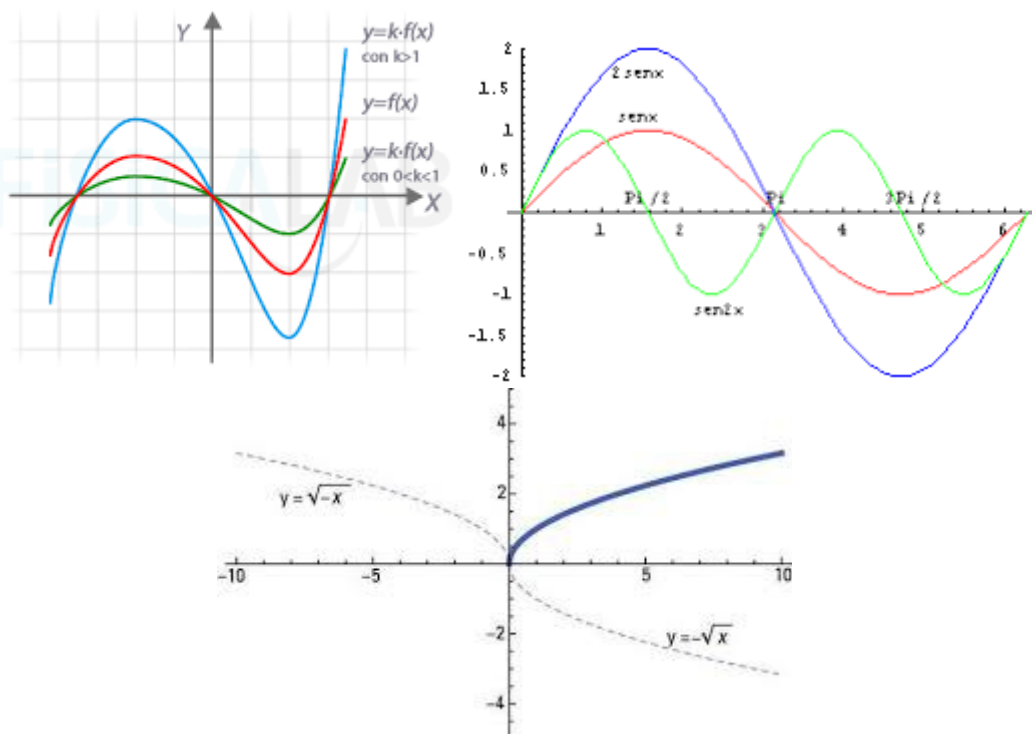 Y
y=k·f(x)
con k>1
y=f(x)
y=k·f(x)
con 0<k<1
X
2
1.5
1
0.5
-0.5
-1
-1.5
-2
2 senx
senx
Pi/2
Pi
Pi/2
1
2
3
4
5
6
sen2x
4
2
-2
-4
y=√-x
-10
-5
0
5
10
y=-√x